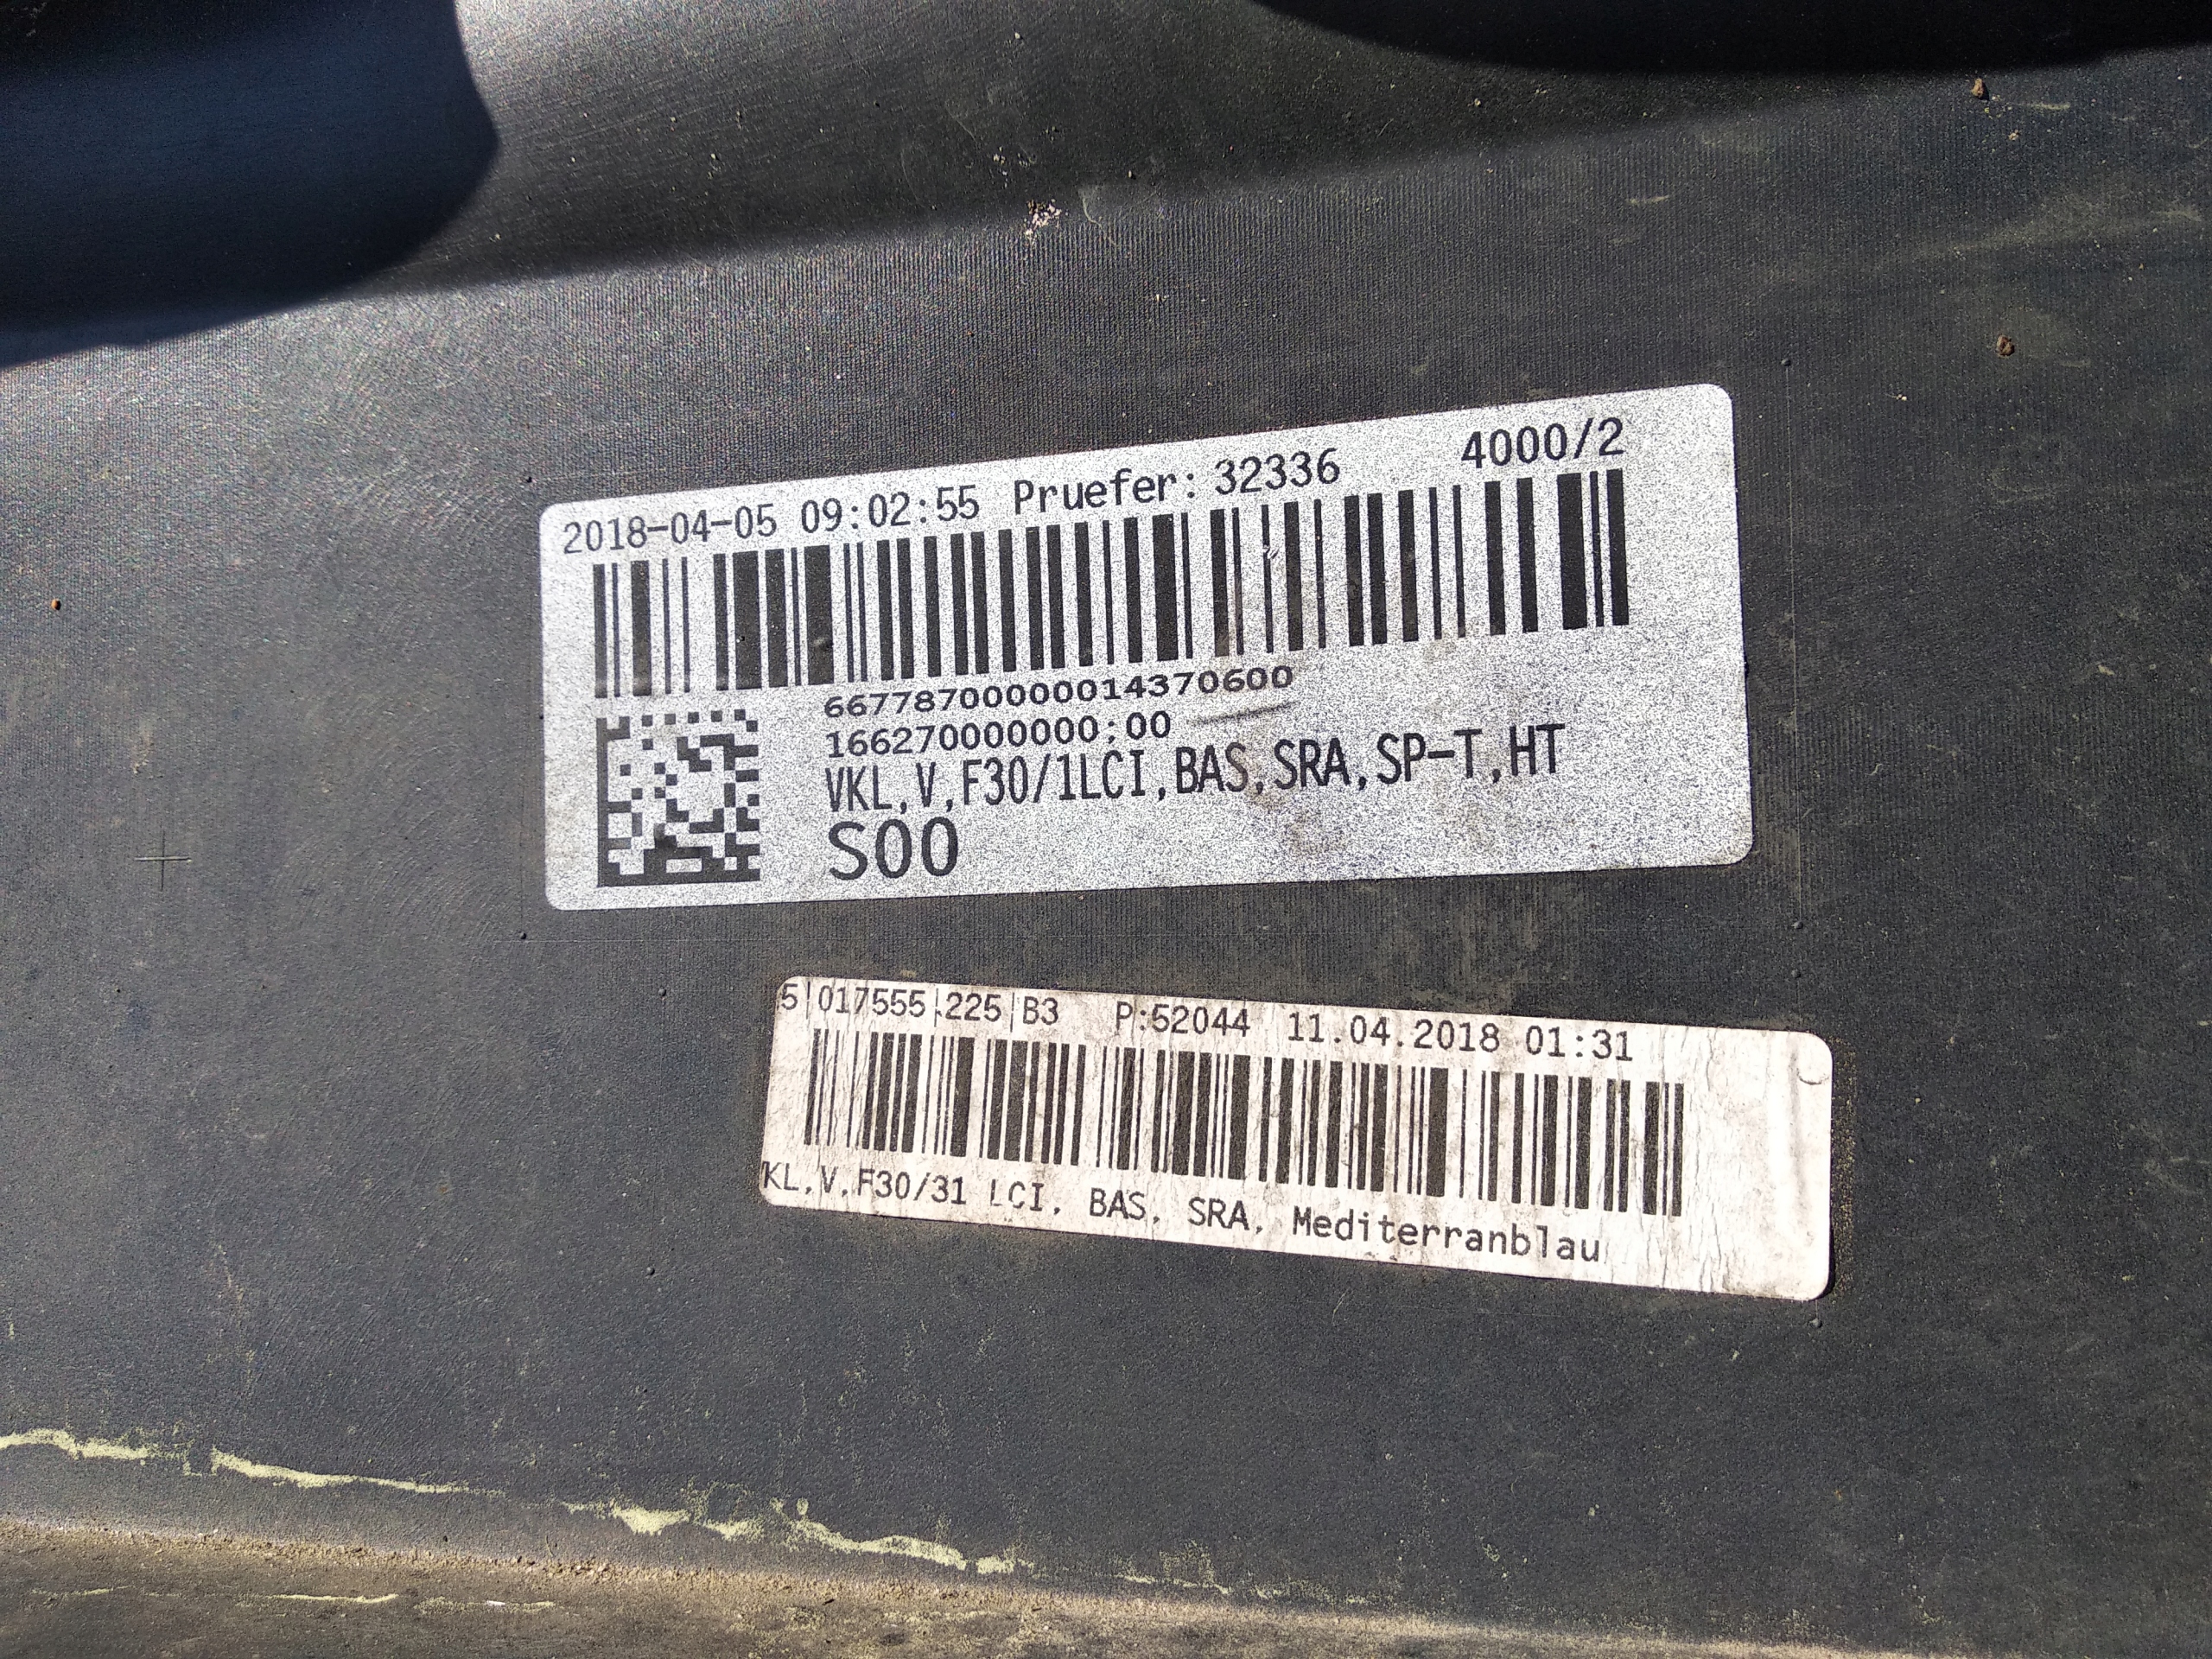 2018-04-05 09:02:55 Pruefer: 32336 4000/2
66778700000014370600
166270000000;00
VKL,V,F30/1LCI,BAS,SRA,SP-T,HT
S00
5|017555|225|B3 P:52044 11.04.2018 01:31
KL,V,F30/31 LCI, BAS, SRA, Mediterranblau